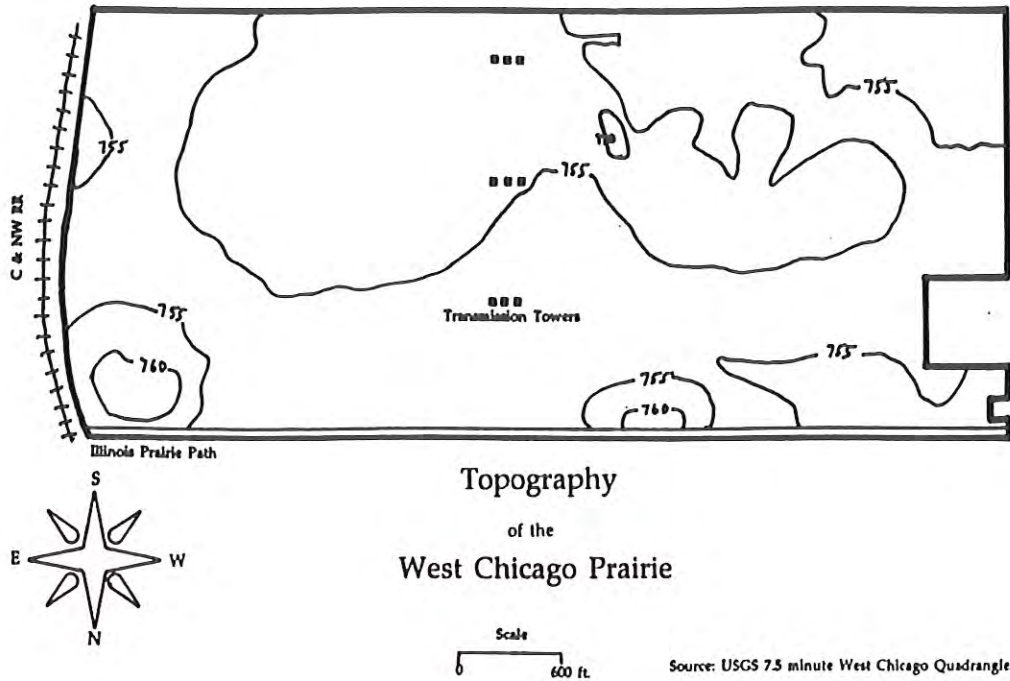 755
755
C & NW RR
755
Transmission Towers
755
755
760
755
760
Illinois Prairie Path
S
E W
N
Topography
of the
West Chicago Prairie
Scale
0 600 ft.
Source: USGS 7.5 minute West Chicago Quadrangle